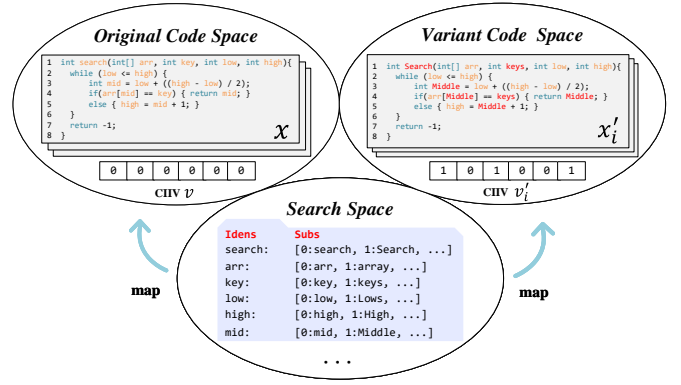 Original Code Space
1 int search(int[] arr, int key, int low, int high){
2 while (low <= high) {
3 int mid = low + ((high - low) / 2);
4 if(arr[mid] == key) { return mid; }
5 else { high = mid + 1; }
6 }
7 return -1;
8 }
x
0 0 0 0 0 0
CIIV v
Variant Code Space
1 int Search(int[] arr, int keys, int low, int high){
2 while (low <= high) {
3 int Middle = low + ((high - low) / 2);
4 if(arr[Middle] == keys) { return Middle; }
5 else { high = Middle + 1; }
6 }
7 return -1;
8 }
x′i
1 0 1 0 0 1
CIIV v′i
Search Space
Idens Subs
search: [0:search, 1:Search, ...]
arr: [0:arr, 1:array, ...]
key: [0:key, 1:keys, ...]
low: [0:low, 1:Lows, ...]
high: [0:high, 1:High, ...]
mid: [0:mid, 1:Middle, ...]
...
map
map